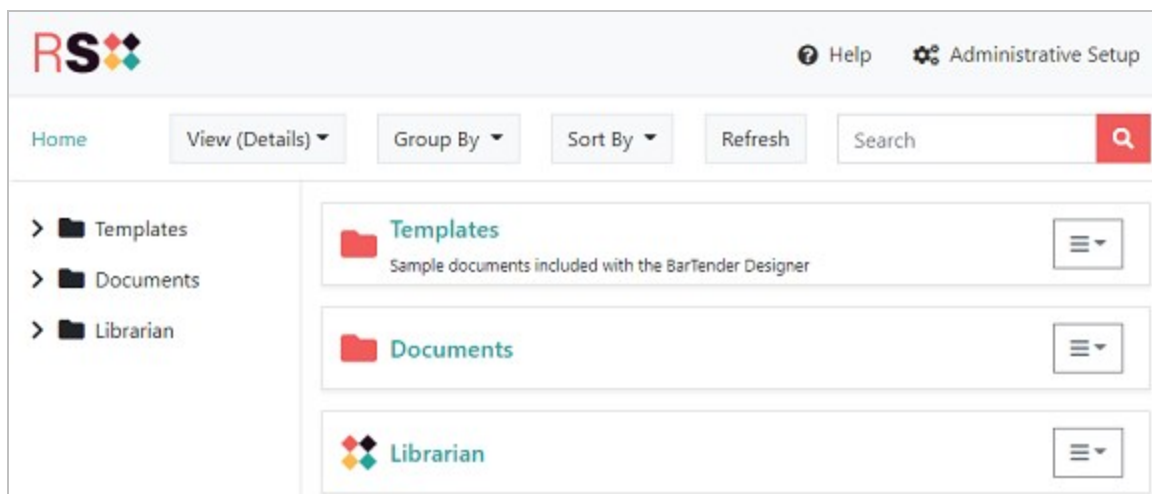 RS
Help Administrative Setup
Home View (Details) Group By Sort By Refresh Search
Templates
Documents
Librarian
Templates
Sample documents included with the BarTender Designer
Documents
Librarian